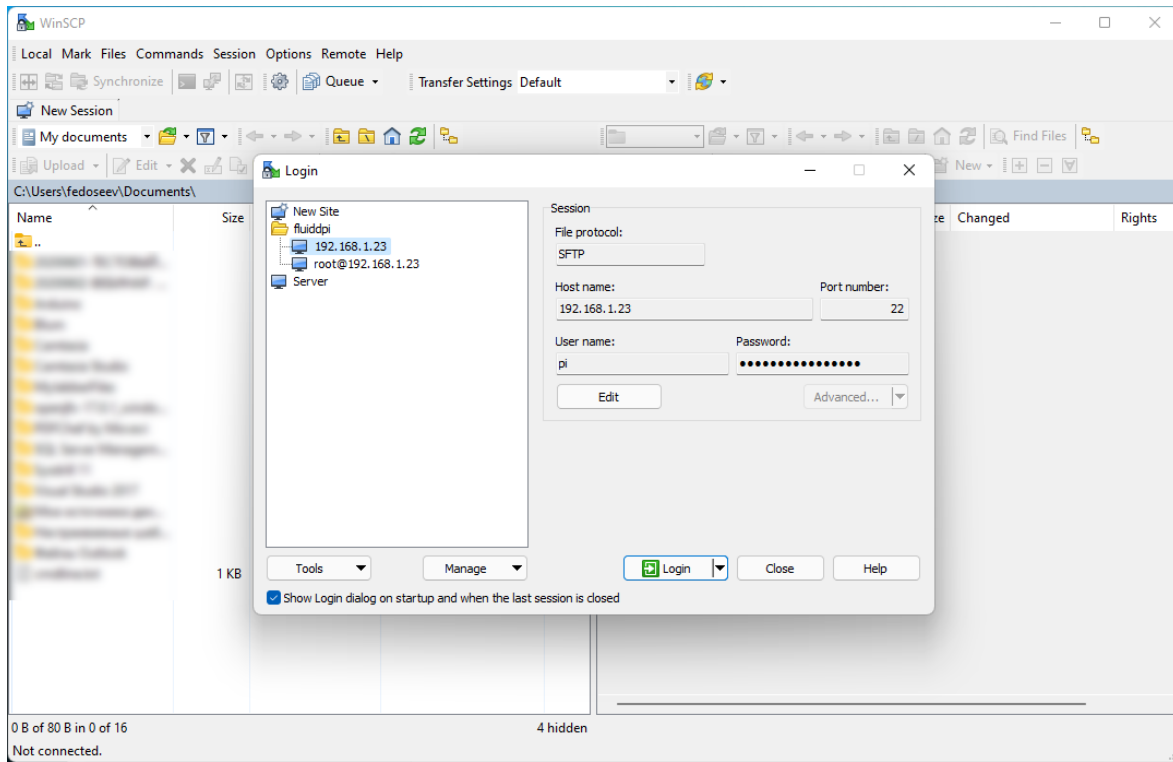 WinSCP
Local Mark Files Commands Session Options Remote Help
Synchronize Queue Transfer Settings Default
New Session
My documents Find Files
Upload Edit New
C:\Users\fedoseev\Documents\
Name Size Changed Rights
..
1 KB
Login
New Site
fluiddpi
192.168.1.23
root@192.168.1.23
Server
Session
File protocol:
SFTP
Host name: Port number:
192.168.1.23 22
User name: Password:
pi ••••••••••••••••
Edit Advanced...
Tools Manage Login Close Help
Show Login dialog on startup and when the last session is closed
0 B of 80 B in 0 of 16 4 hidden
Not connected.